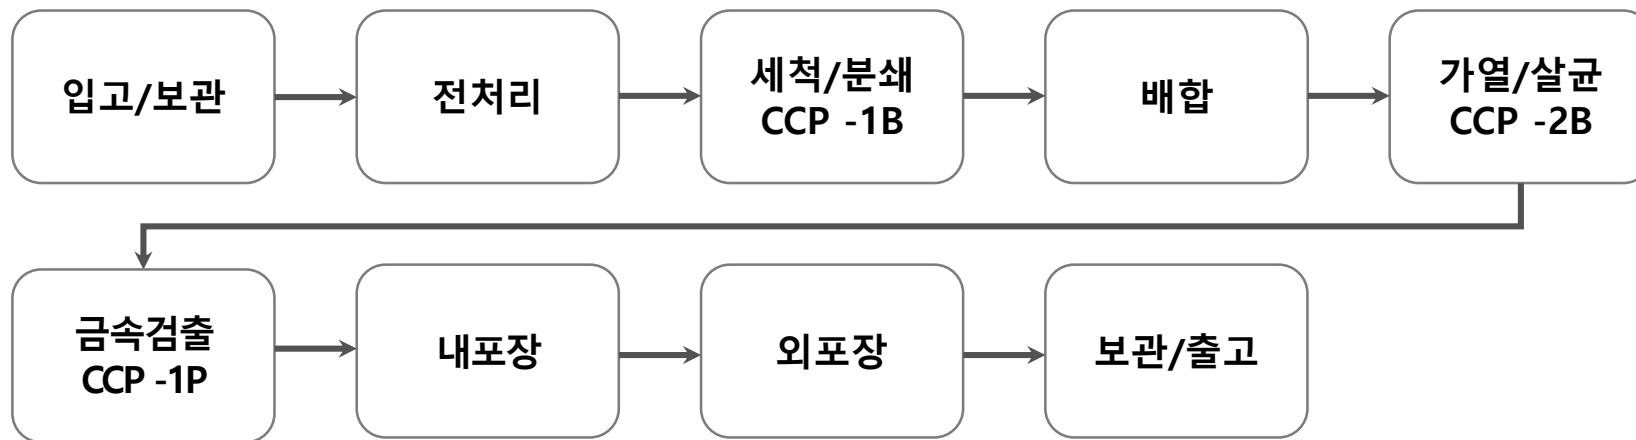 입고/보관
전처리
세척/분쇄
CCP -1B
배합
가열/살균
CCP -2B
금속검출
CCP -1P
내포장
외포장
보관/출고